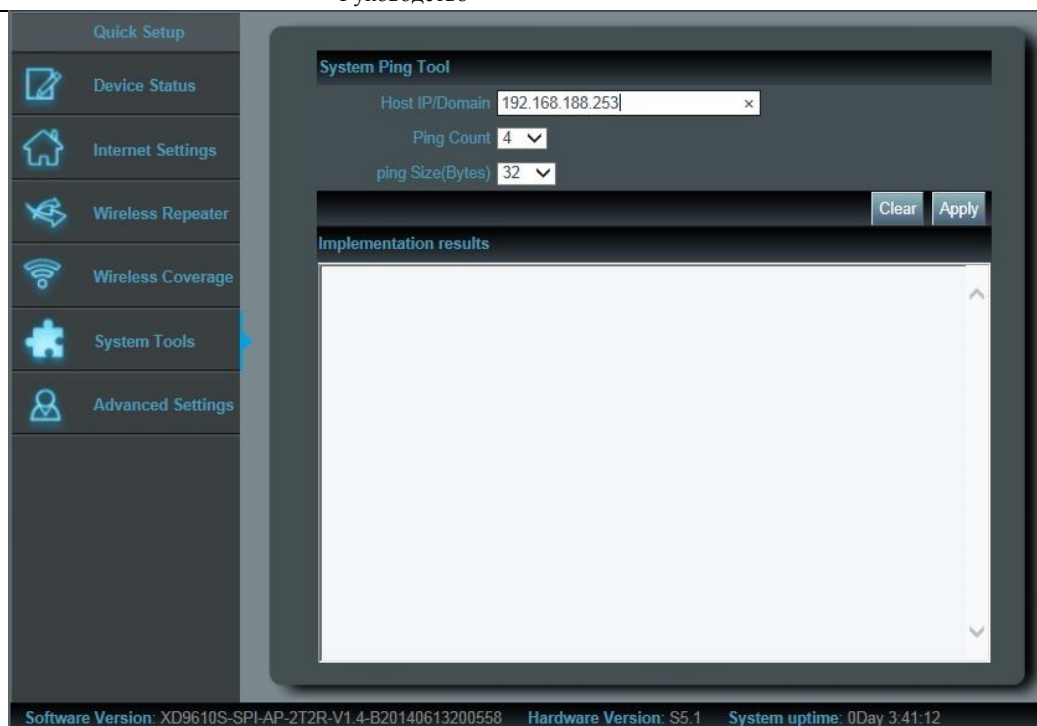 Руководство
Quick Setup
Device Status
Internet Settings
Wireless Repeater
Wireless Coverage
System Tools
Advanced Settings
System Ping Tool
Host IP/Domain 192.168.188.253 ×
Ping Count 4
ping Size(Bytes) 32
Clear Apply
Implementation results
Software Version: XD9610S-SPI-AP-2T2R-V1.4-B20140613200558 Hardware Version: S5.1 System uptime: 0Day 3:41:12